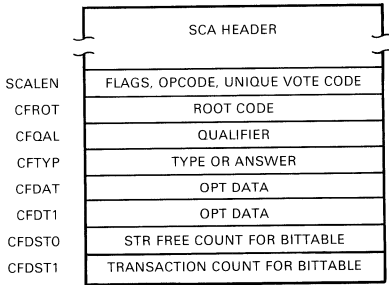 SCA HEADER
SCALEN FLAGS, OPCODE, UNIQUE VOTE CODE
CFROT ROOT CODE
CFQAL QUALIFIER
CFTYP TYPE OR ANSWER
CFDAT OPT DATA
CFDT1 OPT DATA
CFDST0 STR FREE COUNT FOR BITTABLE
CFDST1 TRANSACTION COUNT FOR BITTABLE